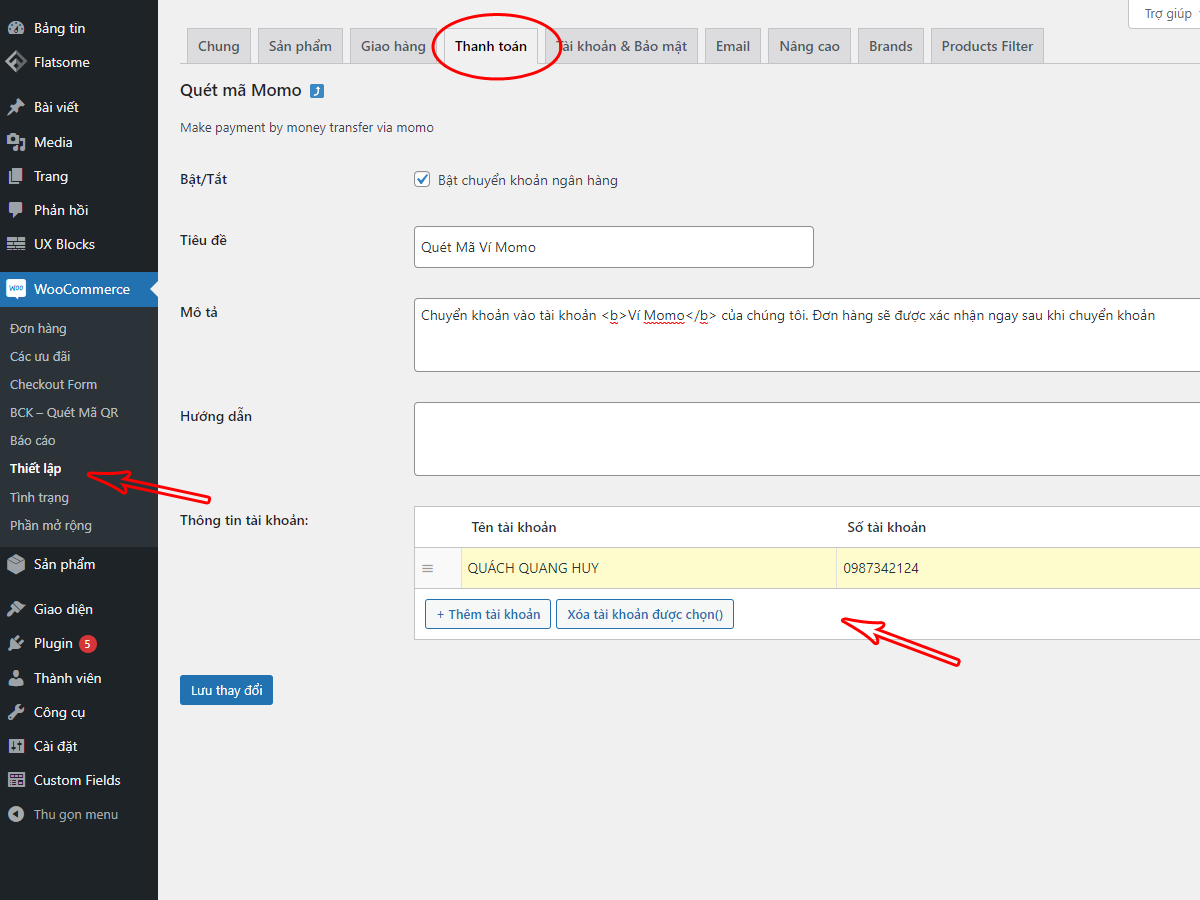 Bảng tin
Flatsome
Bài viết
Media
Trang
Phản hồi
UX Blocks
WooCommerce
Đơn hàng
Các ưu đãi
Checkout Form
BCK – Quét Mã QR
Báo cáo
Thiết lập
Tình trạng
Phần mở rộng
Sản phẩm
Giao diện
Plugin 5
Thành viên
Công cụ
Cài đặt
Custom Fields
Thu gọn menu
Trợ giúp
Chung Sản phẩm Giao hàng Thanh toán Tài khoản & Bảo mật Email Nâng cao Brands Products Filter
Quét mã Momo
Make payment by money transfer via momo
Bật/Tắt
Bật chuyển khoản ngân hàng
Tiêu đề
Quét Mã Ví Momo
Mô tả
Chuyển khoản vào tài khoản <b>Ví Momo</b> của chúng tôi. Đơn hàng sẽ được xác nhận ngay sau khi chuyển khoản
Hướng dẫn
Thông tin tài khoản:
Tên tài khoản Số tài khoản
QUÁCH QUANG HUY 0987342124
+ Thêm tài khoản Xóa tài khoản được chọn()
Lưu thay đổi